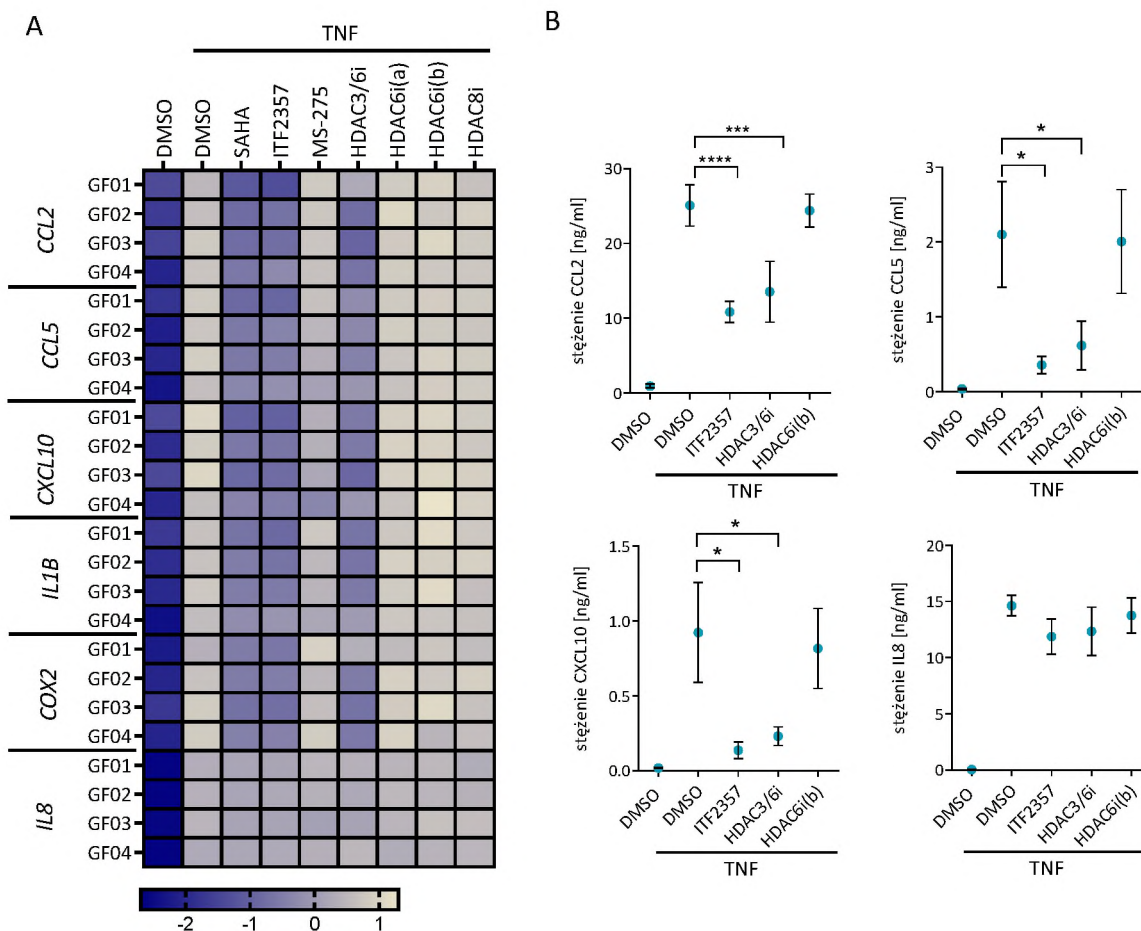 A
TNF
DMSO
DMSO
SAHA
ITF2357
MS-275
HDAC3/6i
HDAC6i(a)
HDAC6i(b)
HDAC8i
CCL2
GF01
GF02
GF03
GF04
CCL5
GF01
GF02
GF03
GF04
CXCL10
GF01
GF02
GF03
GF04
IL1B
GF01
GF02
GF03
GF04
COX2
GF01
GF02
GF03
GF04
IL8
GF01
GF02
GF03
GF04
-2 -1 0 1
B
stężenie CCL2 [ng/ml]
30
20
10
0
***
****
DMSO
DMSO
ITF2357
HDAC3/6i
HDAC6i(b)
TNF
stężenie CCL5 [ng/ml]
3
2
1
0
*
*
DMSO
DMSO
ITF2357
HDAC3/6i
HDAC6i(b)
TNF
stężenie CXCL10 [ng/ml]
1.5
1.0
0.5
0.0
*
*
DMSO
DMSO
ITF2357
HDAC3/6i
HDAC6i(b)
TNF
stężenie IL8 [ng/ml]
20
15
10
5
0
DMSO
DMSO
ITF2357
HDAC3/6i
HDAC6i(b)
TNF